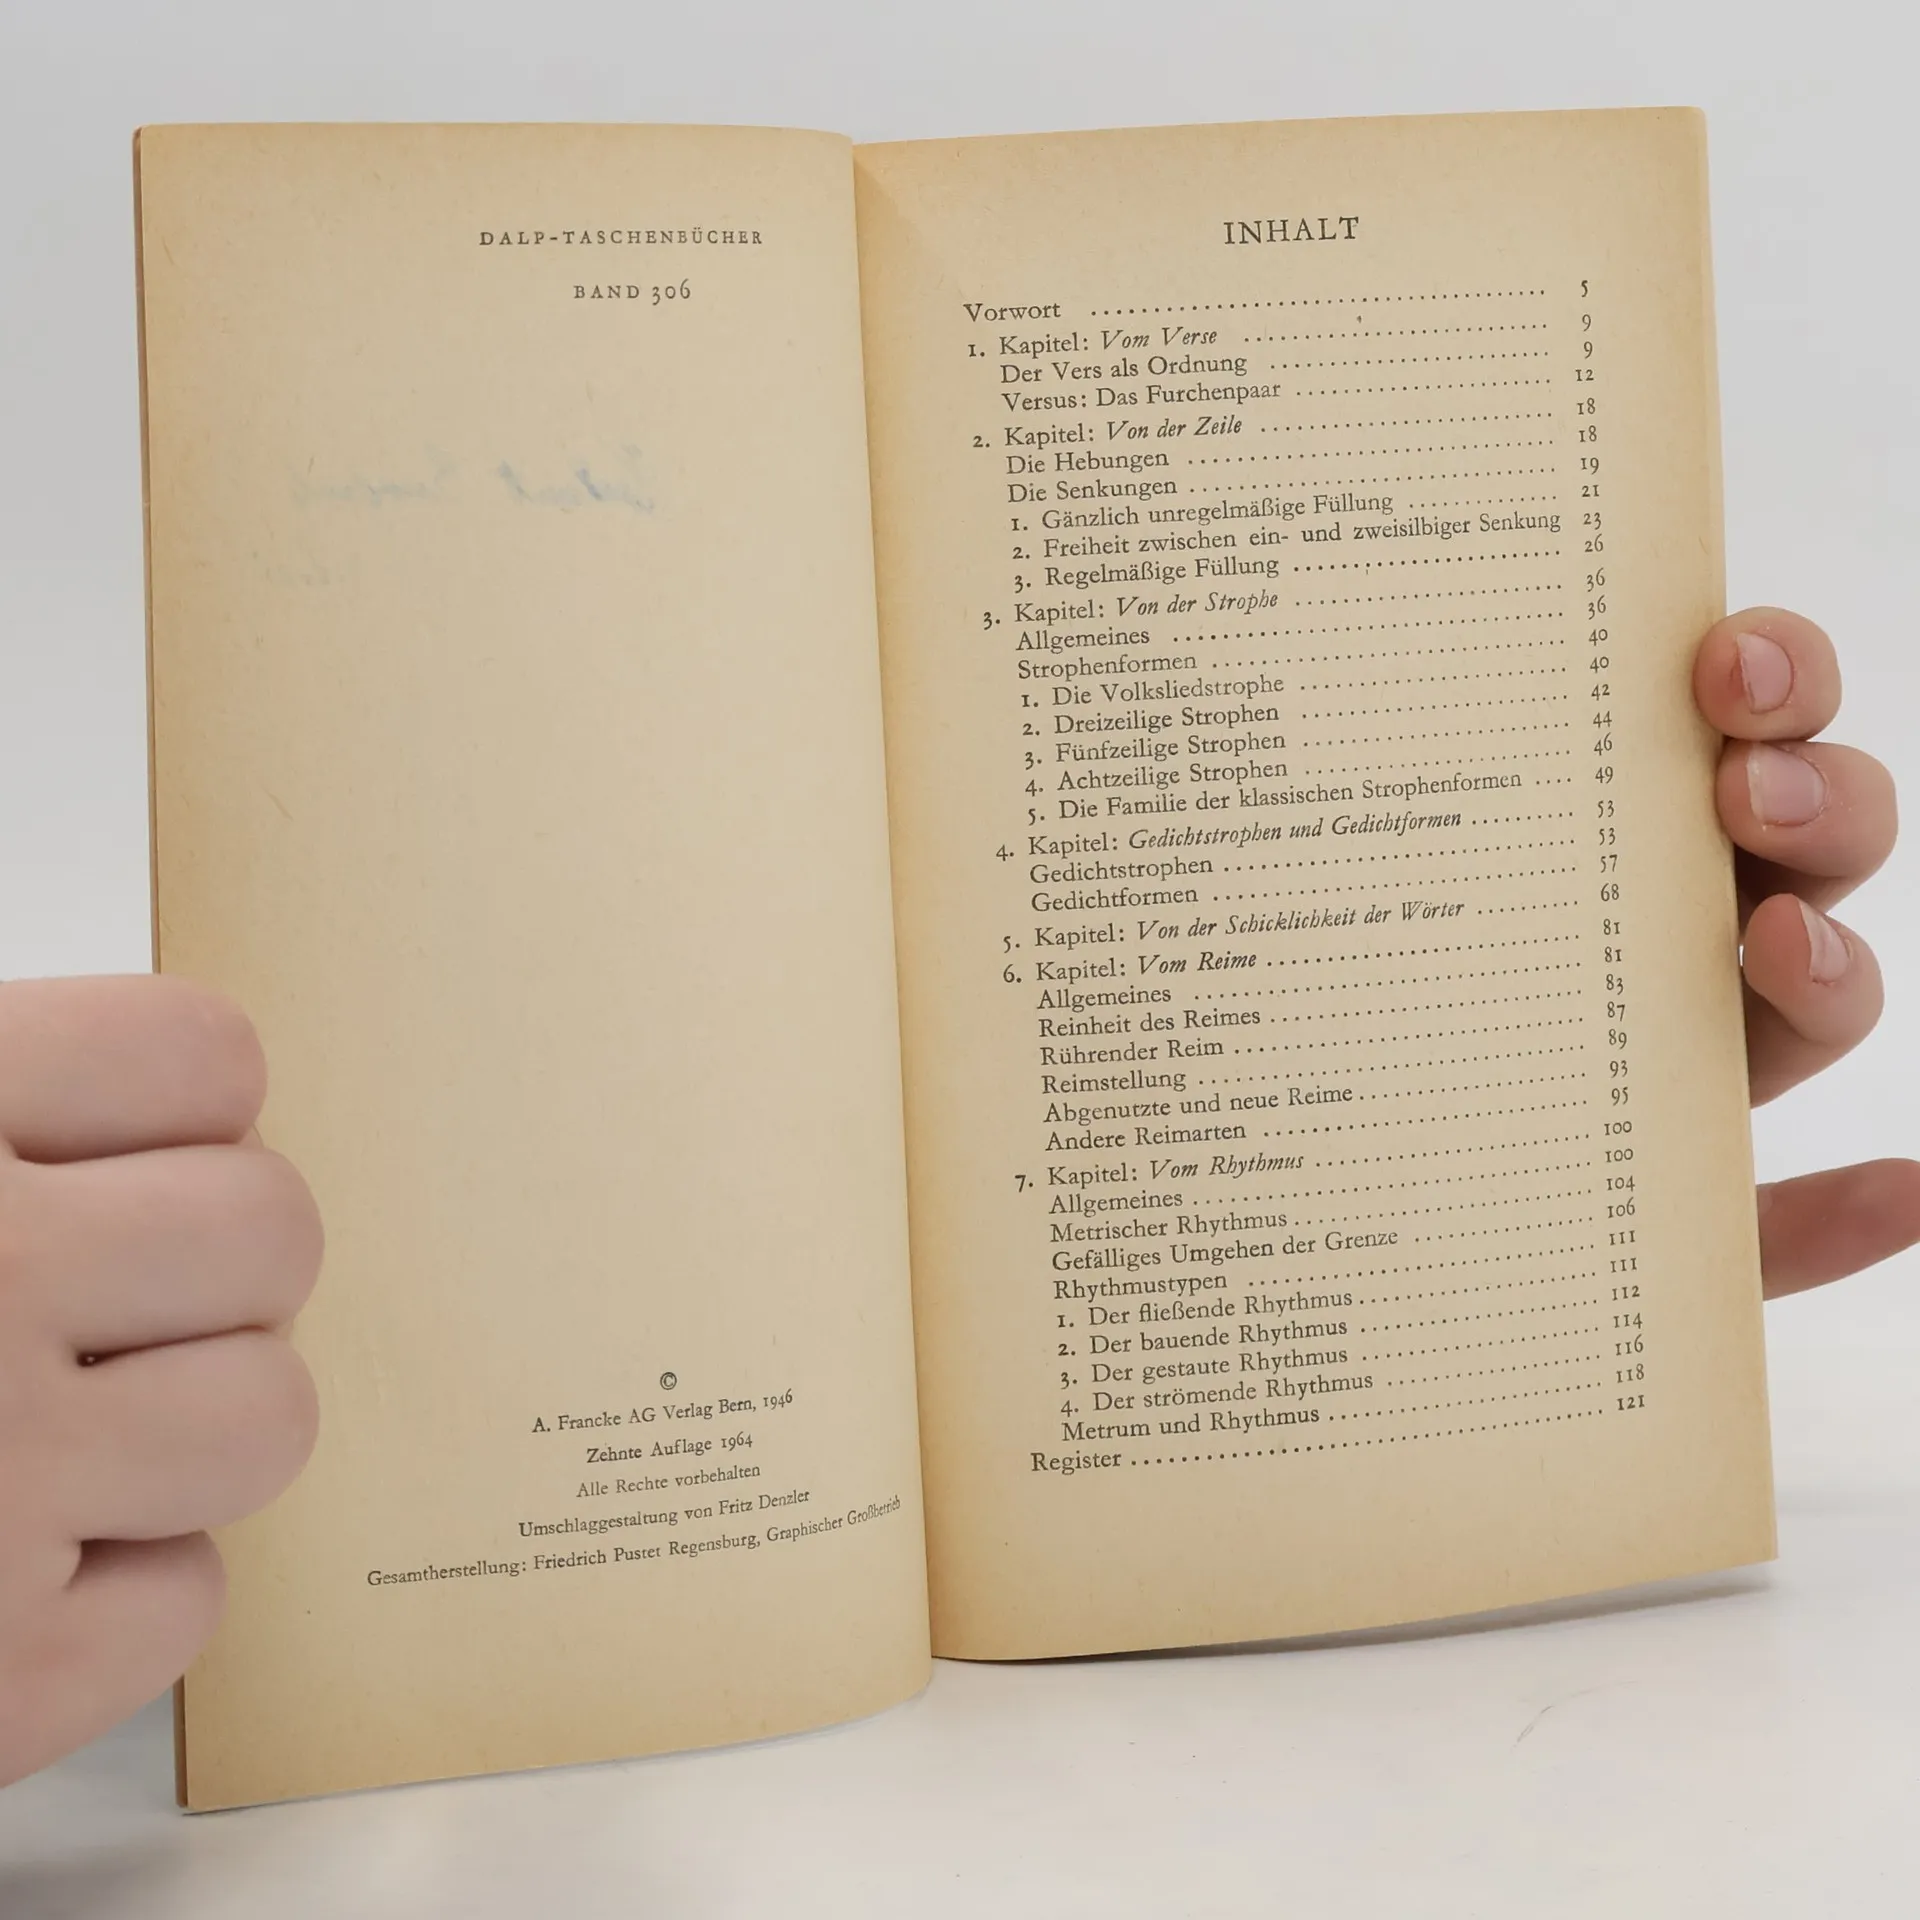 DALP-TASCHENBÜCHER
BAND 306
©
A. Francke AG Verlag Bern, 1946
Zehnte Auflage 1964
Alle Rechte vorbehalten
Umschlaggestaltung von Fritz Denzler
Gesamtherstellung: Friedrich Pustet Regensburg, Graphischer Großbetrieb
INHALT
Vorwort ........ 5
1. Kapitel: Vom Verse ........ 9
Der Vers als Ordnung ........ 9
Versus: Das Furchenpaar ........ 12
2. Kapitel: Von der Zeile ........ 18
Die Hebungen ........ 18
Die Senkungen ........ 19
1. Gänzlich unregelmäßige Füllung ........ 21
2. Freiheit zwischen ein- und zweisilbiger Senkung 23
3. Regelmäßige Füllung ........ 26
3. Kapitel: Von der Strophe ........ 36
Allgemeines ........ 36
Strophenformen ........ 40
1. Die Volksliedstrophe ........ 40
2. Dreizeilige Strophen ........ 42
3. Fünfzeilige Strophen ........ 44
4. Achtzeilige Strophen ........ 46
5. Die Familie der klassischen Strophenformen .... 49
4. Kapitel: Gedichtstrophen und Gedichtformen ........ 53
Gedichtstrophen ........ 53
Gedichtformen ........ 57
5. Kapitel: Von der Schicklichkeit der Wörter ........ 68
6. Kapitel: Vom Reime ........ 81
Allgemeines ........ 81
Reinheit des Reimes ........ 83
Rührender Reim ........ 87
Reimstellung ........ 89
Abgenutzte und neue Reime ........ 93
Andere Reimarten ........ 95
7. Kapitel: Vom Rhythmus ........ 100
Allgemeines ........ 100
Metrischer Rhythmus ........ 104
Gefälliges Umgehen der Grenze ........ 106
Rhythmustypen ........ 111
1. Der fließende Rhythmus ........ 111
2. Der bauende Rhythmus ........ 112
3. Der gestaute Rhythmus ........ 114
4. Der strömende Rhythmus ........ 116
Metrum und Rhythmus ........ 118
Register ........ 121